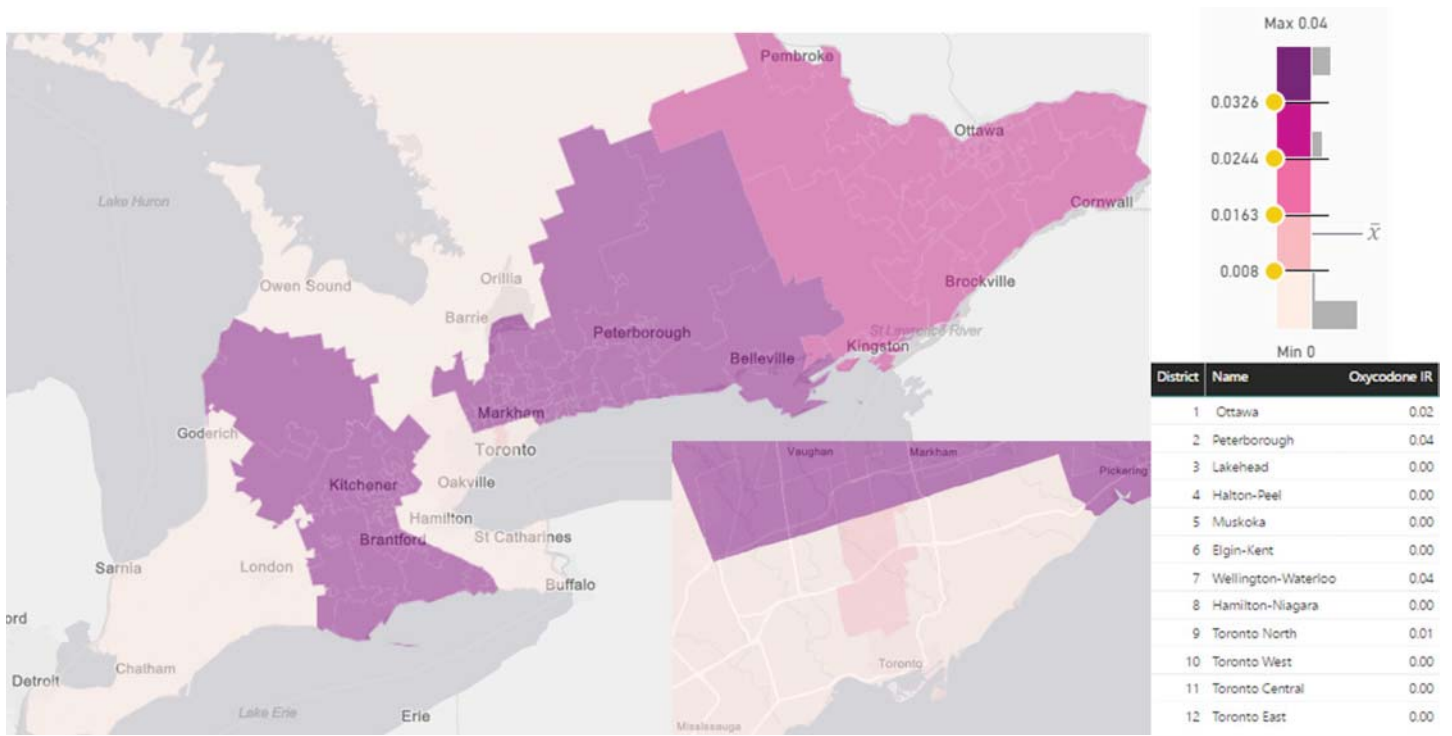 Pembroke
Ottawa
Lake Huron
Cornwall
Owen Sound
Orillia
Brockville
Barrie
St Lawrence River
Peterborough
Kingston
Belleville
Markham
Goderich
Toronto
Kitchener
Oakville
Hamilton
Brantford
St Catharines
Sarnia
London
Buffalo
ord
Chatham
Detroit
Lake Erie
Erie
Vaughan
Markham
Pickering
Toronto
Mississauga
Max 0.04
0.0326
0.0244
0.0163
x̄
0.008
Min 0
District Name Oxycodone IR
1 Ottawa 0.02
2 Peterborough 0.04
3 Lakehead 0.00
4 Halton-Peel 0.00
5 Muskoka 0.00
6 Elgin-Kent 0.00
7 Wellington-Waterloo 0.04
8 Hamilton-Niagara 0.00
9 Toronto North 0.01
10 Toronto West 0.00
11 Toronto Central 0.00
12 Toronto East 0.00